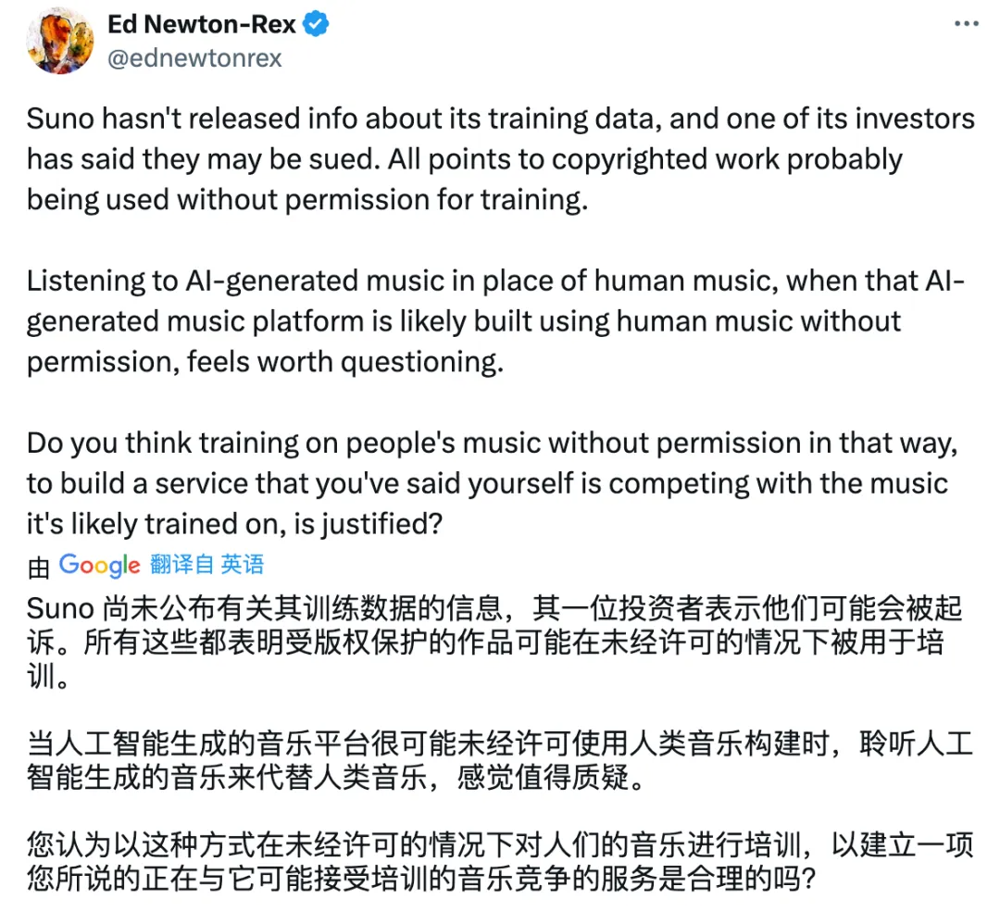 Ed Newton-Rex
@ednewtonrex
Suno hasn't released info about its training data, and one of its investors
has said they may be sued. All points to copyrighted work probably
being used without permission for training.
Listening to AI-generated music in place of human music, when that AI-
generated music platform is likely built using human music without
permission, feels worth questioning.
Do you think training on people's music without permission in that way,
to build a service that you've said yourself is competing with the music
it's likely trained on, is justified?
由 Google 翻译自 英语
Suno 尚未公布有关其训练数据的信息，其一位投资者表示他们可能会被起
诉。所有这些都表明受版权保护的作品可能在未经许可的情况下被用于培
训。
当人工智能生成的音乐平台很可能未经许可使用人类音乐构建时，聆听人工
智能生成的音乐来代替人类音乐，感觉值得质疑。
您认为以这种方式在未经许可的情况下对人们的音乐进行培训，以建立一项
您所说的正在与它可能接受培训的音乐竞争的服务是合理的吗？